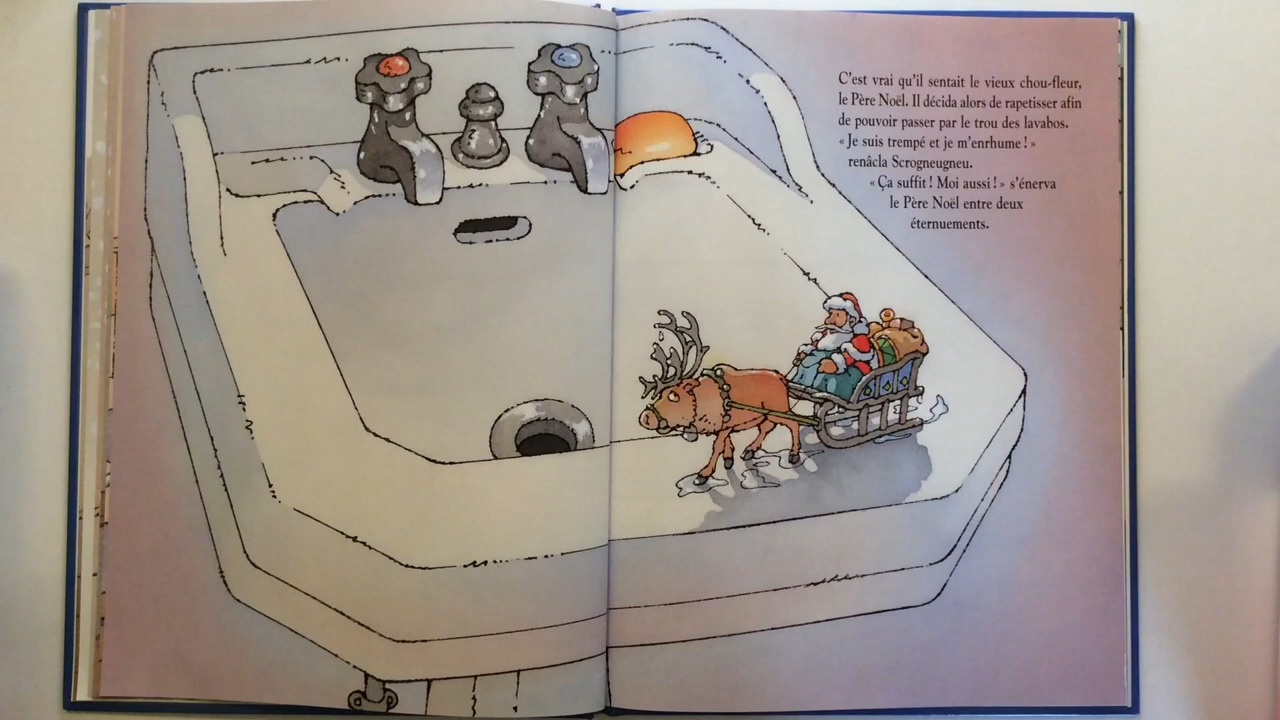 C'est vrai qu'il sentait le vieux chou-fleur,
le Père Noël. Il décida alors de rapetisser afin
de pouvoir passer par le trou des lavabos.
« Je suis trempé et je m'enrhume ! »
renâcla Scrogneugneu.
« Ça suffit ! Moi aussi ! » s'énerva
le Père Noël entre deux
éternuements.